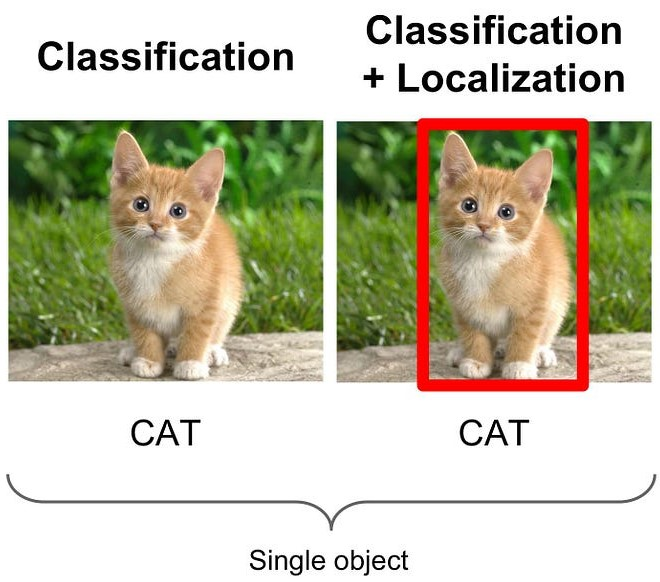 Classification
Classification
+ Localization
CAT
CAT
Single object